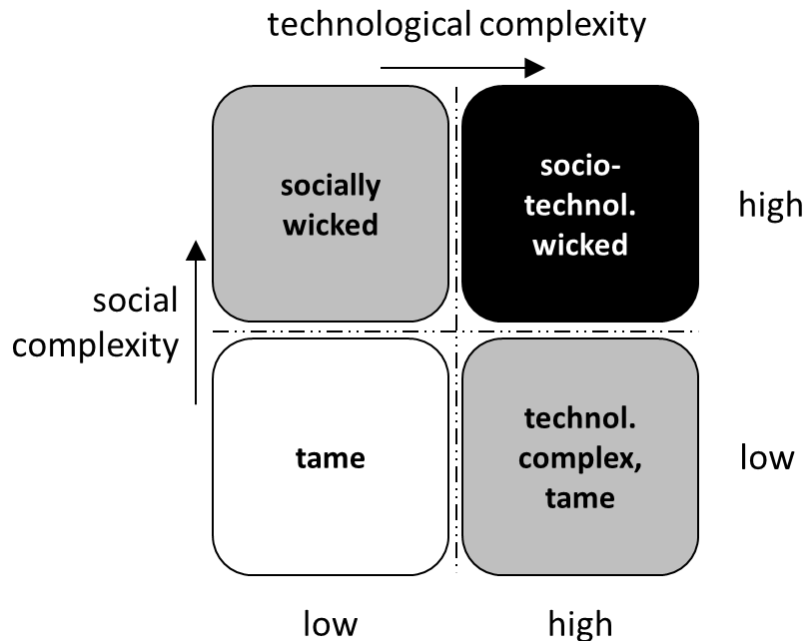 technological complexity
socially
wicked
socio-
technol.
wicked
high
social
complexity
tame
technol.
complex,
tame
low
low
high